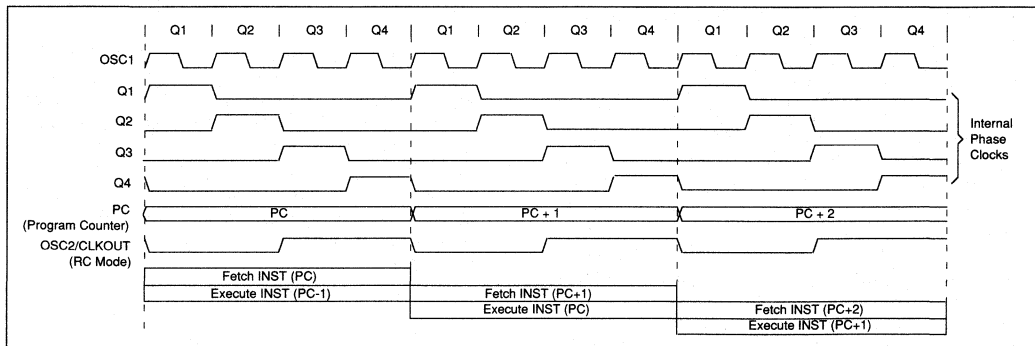 Q1 | Q2 | Q3 | Q4 | Q1 | Q2 | Q3 | Q4 | Q1 | Q2 | Q3 | Q4
OSC1
Q1
Q2
Q3
Q4
Internal
Phase
Clocks
PC
(Program Counter)
PC
PC + 1
PC + 2
OSC2/CLKOUT
(RC Mode)
Fetch INST (PC)
Execute INST (PC-1)
Fetch INST (PC+1)
Execute INST (PC)
Fetch INST (PC+2)
Execute INST (PC+1)